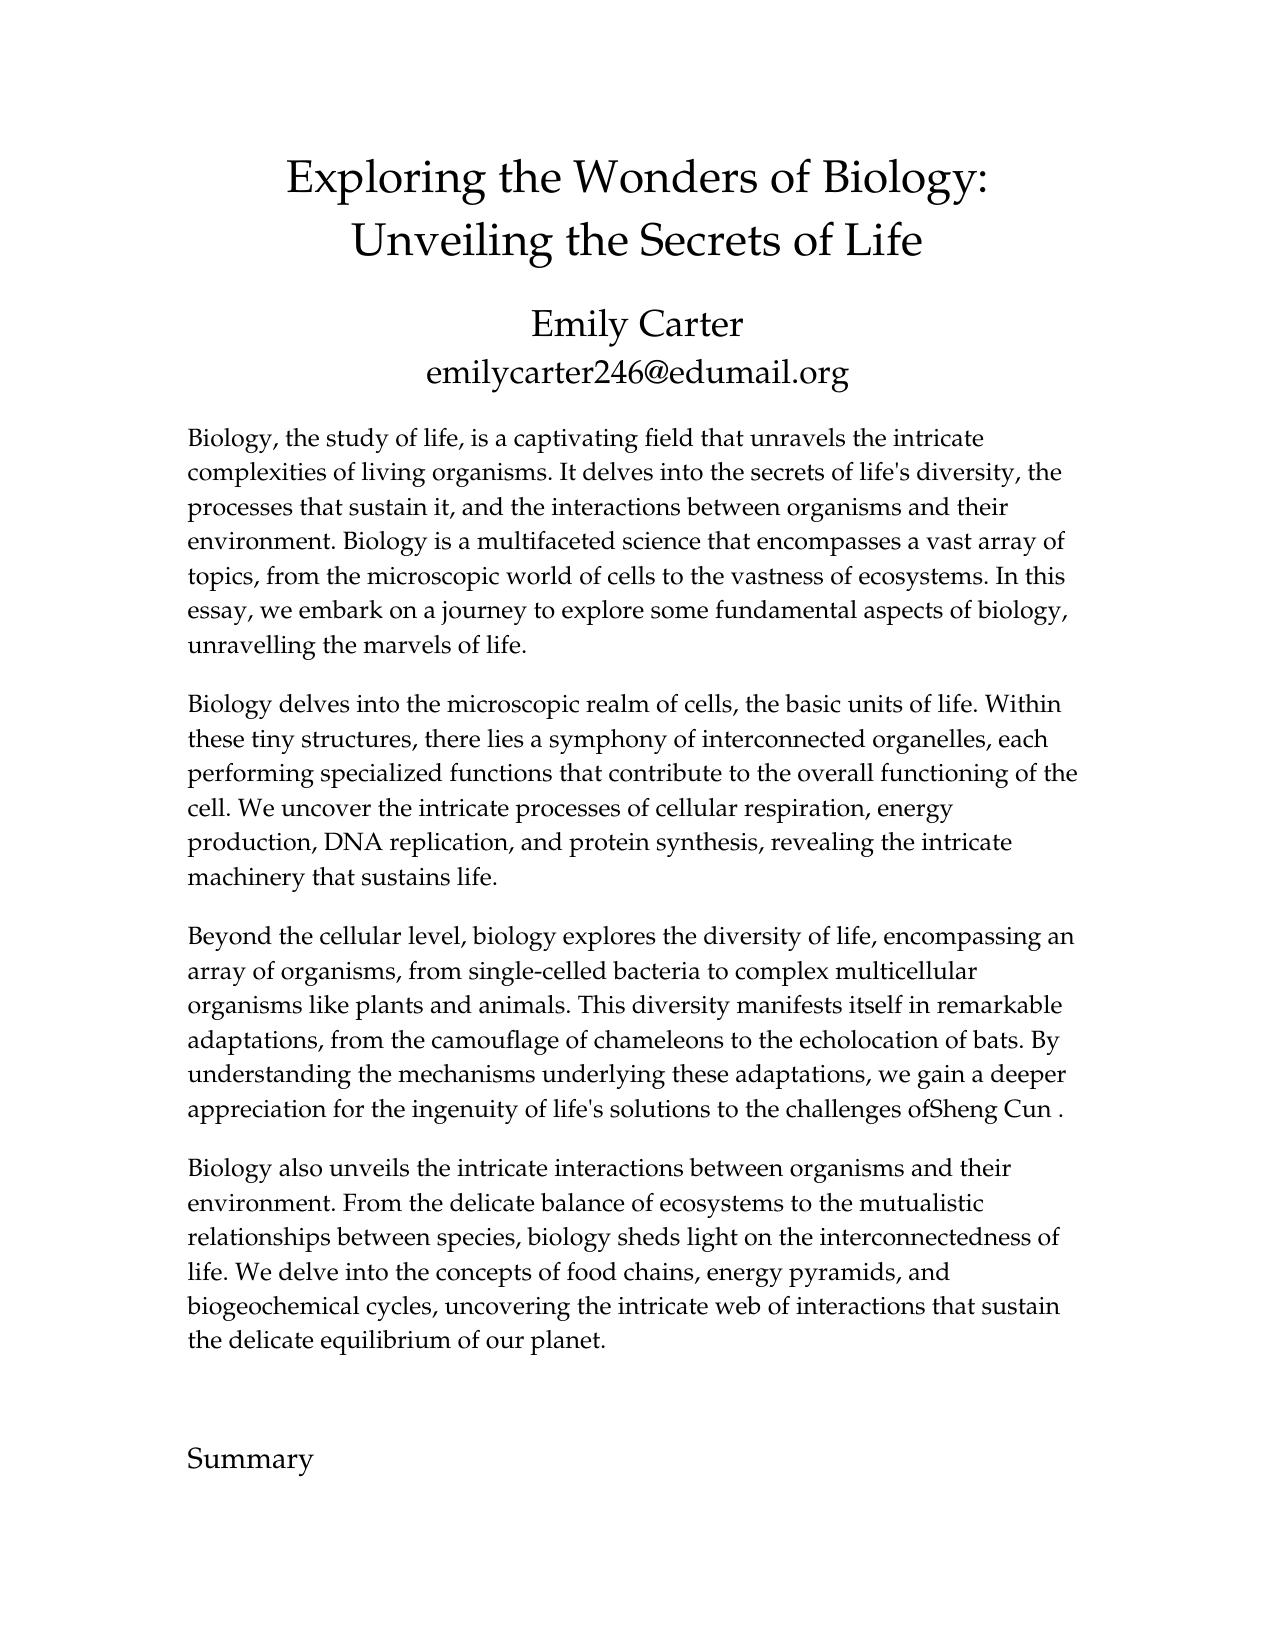 Exploring the Wonders of Biology:
Unveiling the Secrets of Life
Emily Carter
emilycarter246@edumail.org
Biology, the study of life, is a captivating field that unravels the intricate
complexities of living organisms. It delves into the secrets of life's diversity, the
processes that sustain it, and the interactions between organisms and their
environment. Biology is a multifaceted science that encompasses a vast array of
topics, from the microscopic world of cells to the vastness of ecosystems. In this
essay, we embark on a journey to explore some fundamental aspects of biology,
unravelling the marvels of life.
Biology delves into the microscopic realm of cells, the basic units of life. Within
these tiny structures, there lies a symphony of interconnected organelles, each
performing specialized functions that contribute to the overall functioning of the
cell. We uncover the intricate processes of cellular respiration, energy
production, DNA replication, and protein synthesis, revealing the intricate
machinery that sustains life.
Beyond the cellular level, biology explores the diversity of life, encompassing an
array of organisms, from single-celled bacteria to complex multicellular
organisms like plants and animals. This diversity manifests itself in remarkable
adaptations, from the camouflage of chameleons to the echolocation of bats. By
understanding the mechanisms underlying these adaptations, we gain a deeper
appreciation for the ingenuity of life's solutions to the challenges ofSheng Cun .
Biology also unveils the intricate interactions between organisms and their
environment. From the delicate balance of ecosystems to the mutualistic
relationships between species, biology sheds light on the interconnectedness of
life. We delve into the concepts of food chains, energy pyramids, and
biogeochemical cycles, uncovering the intricate web of interactions that sustain
the delicate equilibrium of our planet.
Summary